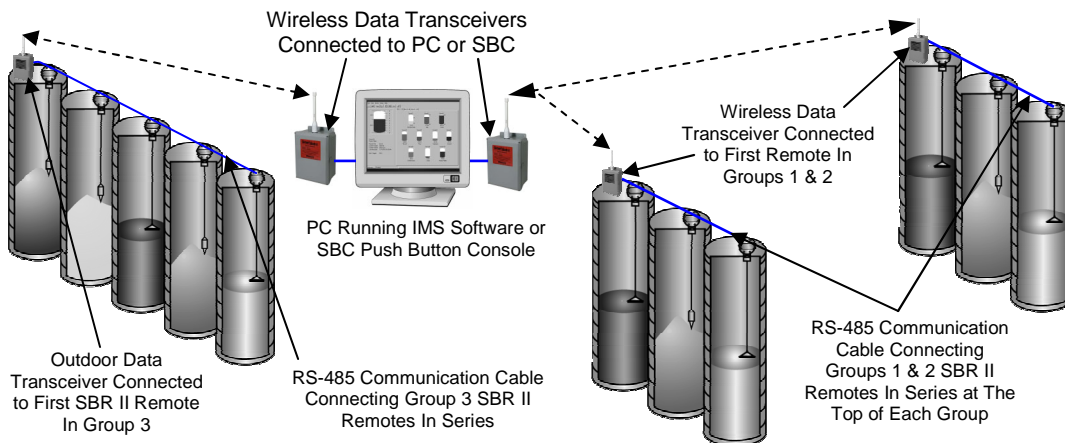 Wireless Data Transceivers
Connected to PC or SBC
Wireless Data
Transceiver Connected
to First Remote In
Groups 1 & 2
PC Running IMS Software or
SBC Push Button Console
Outdoor Data
Transceiver Connected
to First SBR II Remote
In Group 3
RS-485 Communication Cable
Connecting Group 3 SBR II
Remotes In Series
RS-485 Communication
Cable Connecting
Groups 1 & 2 SBR II
Remotes In Series at The
Top of Each Group